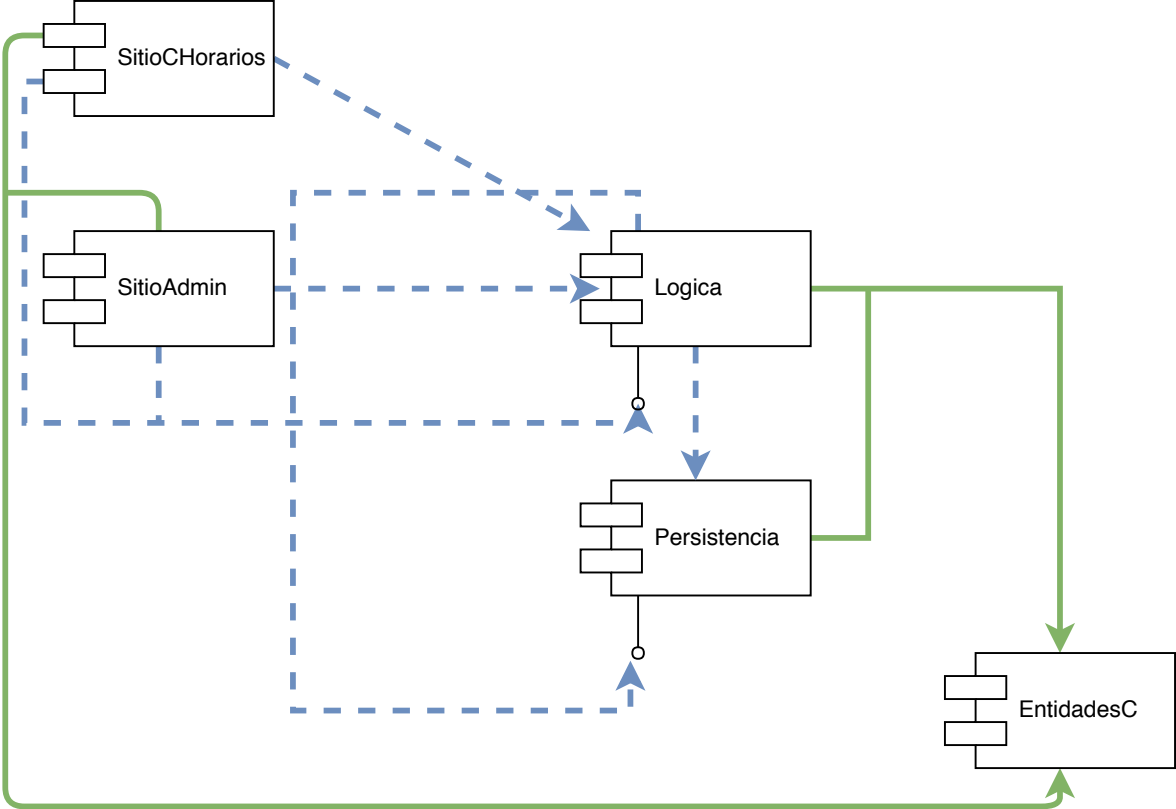 SitioCHorarios
SitioAdmin
Logica
Persistencia
EntidadesC